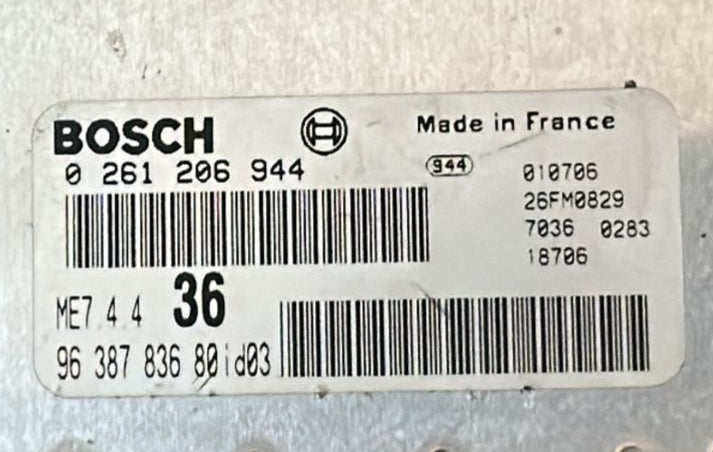 BOSCH
Made in France
0 261 206 944
944
010706
26FM0829
7036 0283
18706
ME7.4.4 36
96 387 836 80id03